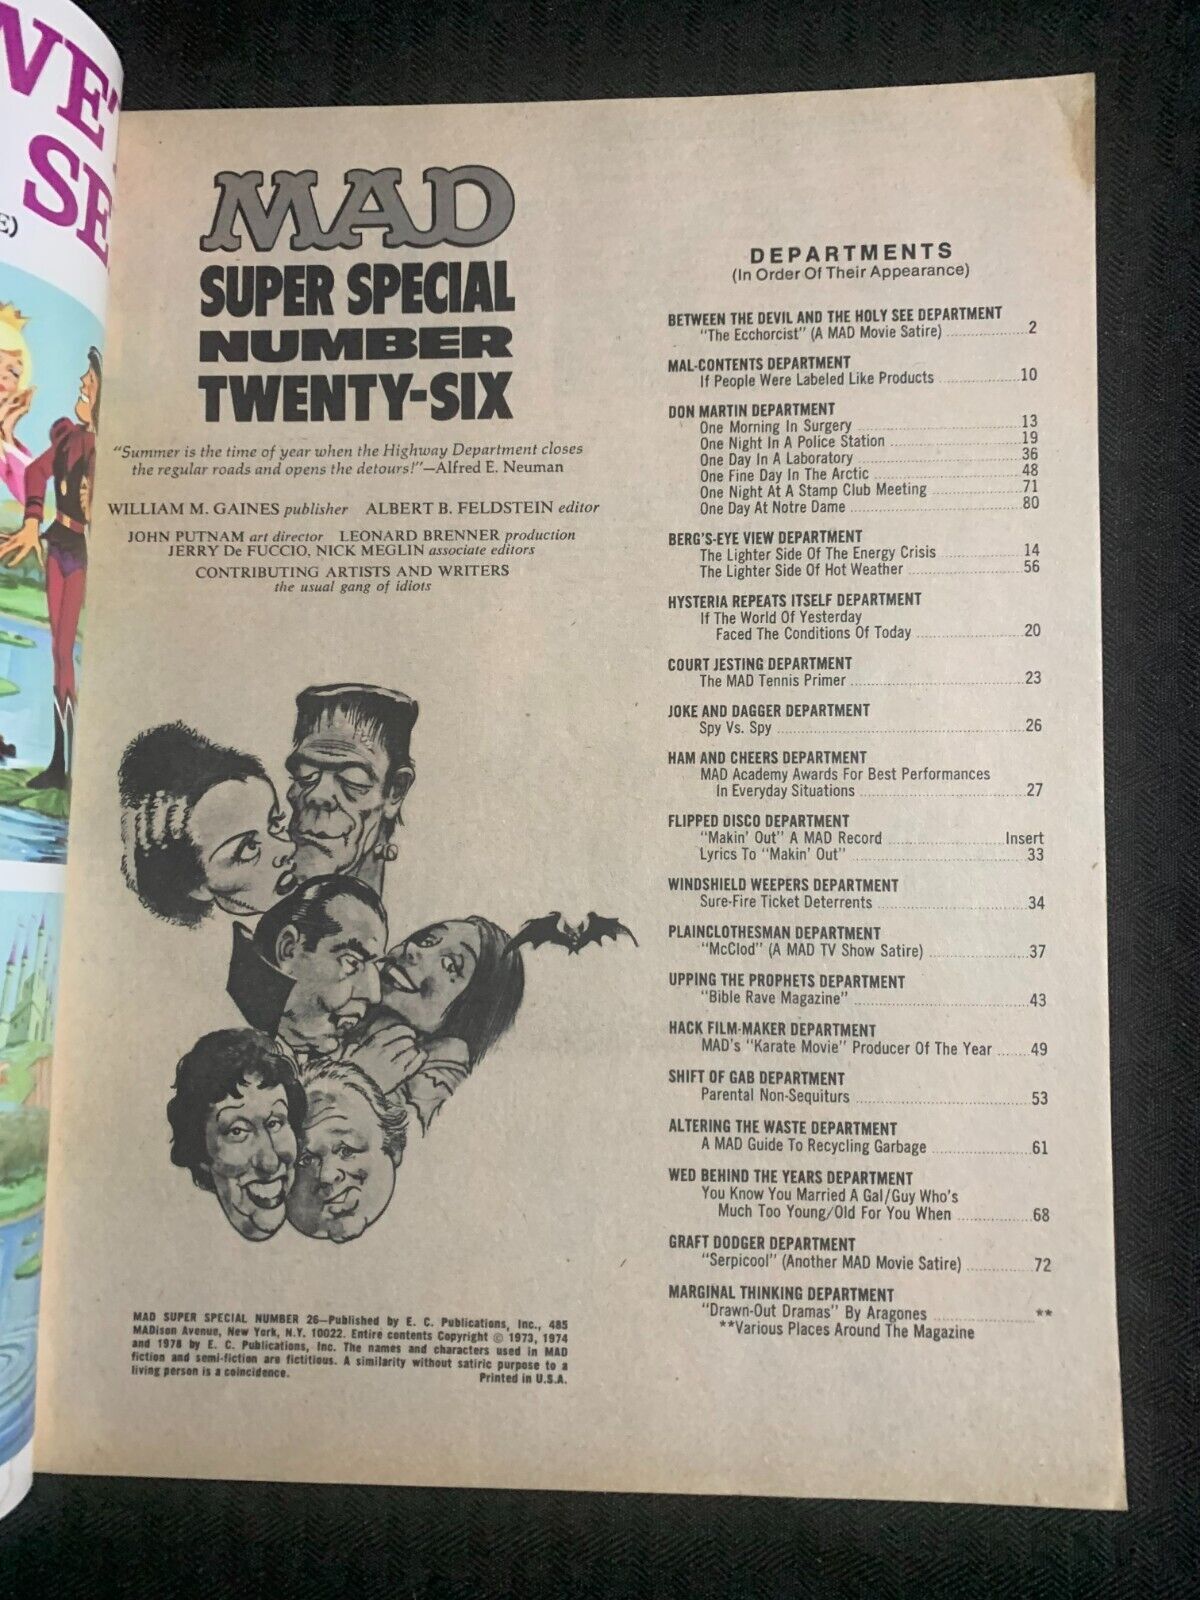 SE
E)
MAD
SUPER SPECIAL
NUMBER
TWENTY-SIX
"Summer is the time of year when the Highway Department closes
the regular roads and opens the detours!"—Alfred E. Neuman
WILLIAM M. GAINES publisher ALBERT B. FELDSTEIN editor
JOHN PUTNAM art director LEONARD BRENNER production
JERRY De FUCCIO, NICK MEGLIN associate editors
CONTRIBUTING ARTISTS AND WRITERS
the usual gang of idiots
MAD SUPER SPECIAL NUMBER 26—Published by E. C. Publications, Inc., 485
MADison Avenue, New York, N.Y. 10022. Entire contents Copyright © 1973, 1974
and 1978 by E. C. Publications, Inc. The names and characters used in MAD
fiction and semi-fiction are fictitious. A similarity without satiric purpose to a
living person is a coincidence. Printed in U.S.A.
DEPARTMENTS
(In Order Of Their Appearance)
BETWEEN THE DEVIL AND THE HOLY SEE DEPARTMENT
"The Ecchorcist" (A MAD Movie Satire) 2
MAL-CONTENTS DEPARTMENT
If People Were Labeled Like Products 10
DON MARTIN DEPARTMENT
One Morning In Surgery 13
One Night In A Police Station 19
One Day In A Laboratory 36
One Fine Day In The Arctic 48
One Night At A Stamp Club Meeting 71
One Day At Notre Dame 80
BERG'S-EYE VIEW DEPARTMENT
The Lighter Side Of The Energy Crisis 14
The Lighter Side Of Hot Weather 56
HYSTERIA REPEATS ITSELF DEPARTMENT
If The World Of Yesterday
Faced The Conditions Of Today 20
COURT JESTING DEPARTMENT
The MAD Tennis Primer 23
JOKE AND DAGGER DEPARTMENT
Spy Vs. Spy 26
HAM AND CHEERS DEPARTMENT
MAD Academy Awards For Best Performances
In Everyday Situations 27
FLIPPED DISCO DEPARTMENT
"Makin' Out" A MAD Record Insert
Lyrics To "Makin' Out" 33
WINDSHIELD WEEPERS DEPARTMENT
Sure-Fire Ticket Deterrents 34
PLAINCLOTHESMAN DEPARTMENT
"McClod" (A MAD TV Show Satire) 37
UPPING THE PROPHETS DEPARTMENT
"Bible Rave Magazine" 43
HACK FILM-MAKER DEPARTMENT
MAD's "Karate Movie" Producer Of The Year 49
SHIFT OF GAB DEPARTMENT
Parental Non-Sequiturs 53
ALTERING THE WASTE DEPARTMENT
A MAD Guide To Recycling Garbage 61
WED BEHIND THE YEARS DEPARTMENT
You Know You Married A Gal/Guy Who's
Much Too Young/Old For You When 68
GRAFT DODGER DEPARTMENT
"Serpicool" (Another MAD Movie Satire) 72
MARGINAL THINKING DEPARTMENT
"Drawn-Out Dramas" By Aragones **
**Various Places Around The Magazine